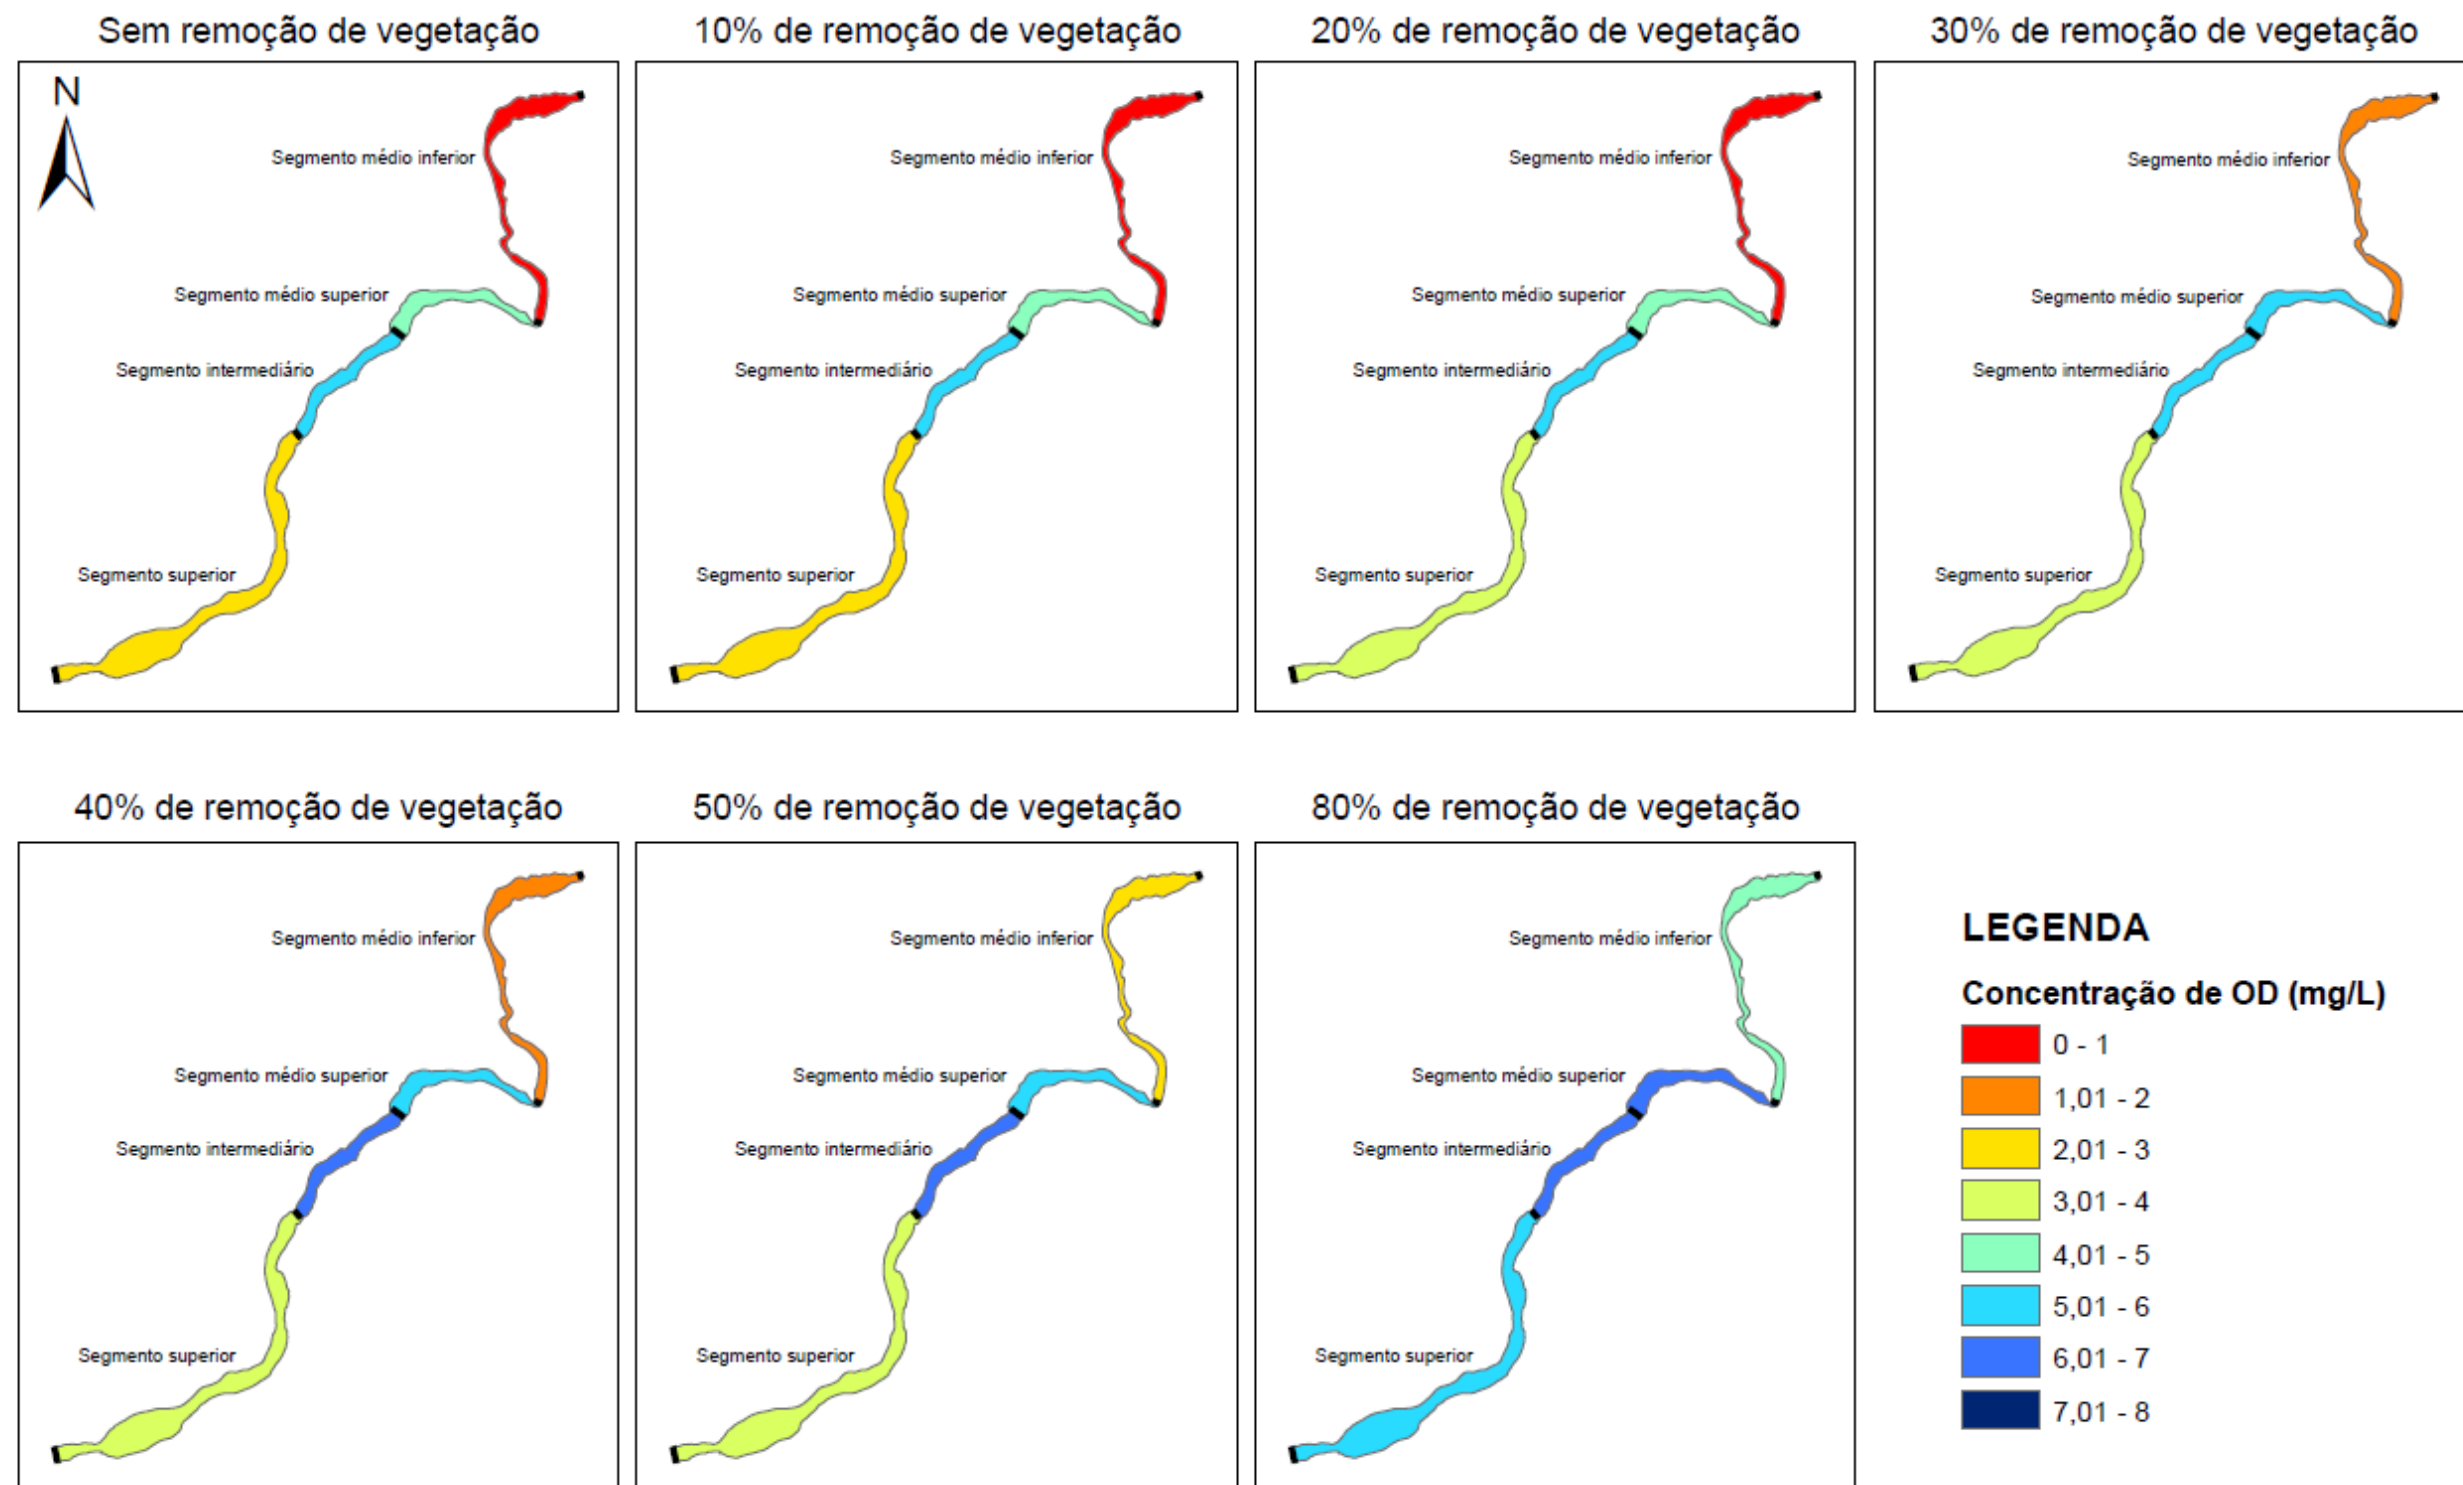 Sem remoção de vegetação
10% de remoção de vegetação
20% de remoção de vegetação
30% de remoção de vegetação
N
Segmento médio inferior
Segmento médio superior
Segmento intermediário
Segmento superior
Segmento médio inferior
Segmento médio superior
Segmento intermediário
Segmento superior
Segmento médio inferior
Segmento médio superior
Segmento intermediário
Segmento superior
Segmento médio inferior
Segmento médio superior
Segmento intermediário
Segmento superior
40% de remoção de vegetação
50% de remoção de vegetação
80% de remoção de vegetação
Segmento médio inferior
Segmento médio superior
Segmento intermediário
Segmento superior
Segmento médio inferior
Segmento médio superior
Segmento intermediário
Segmento superior
Segmento médio inferior
Segmento médio superior
Segmento intermediário
Segmento superior
LEGENDA
Concentração de OD (mg/L)
0 - 1
1,01 - 2
2,01 - 3
3,01 - 4
4,01 - 5
5,01 - 6
6,01 - 7
7,01 - 8